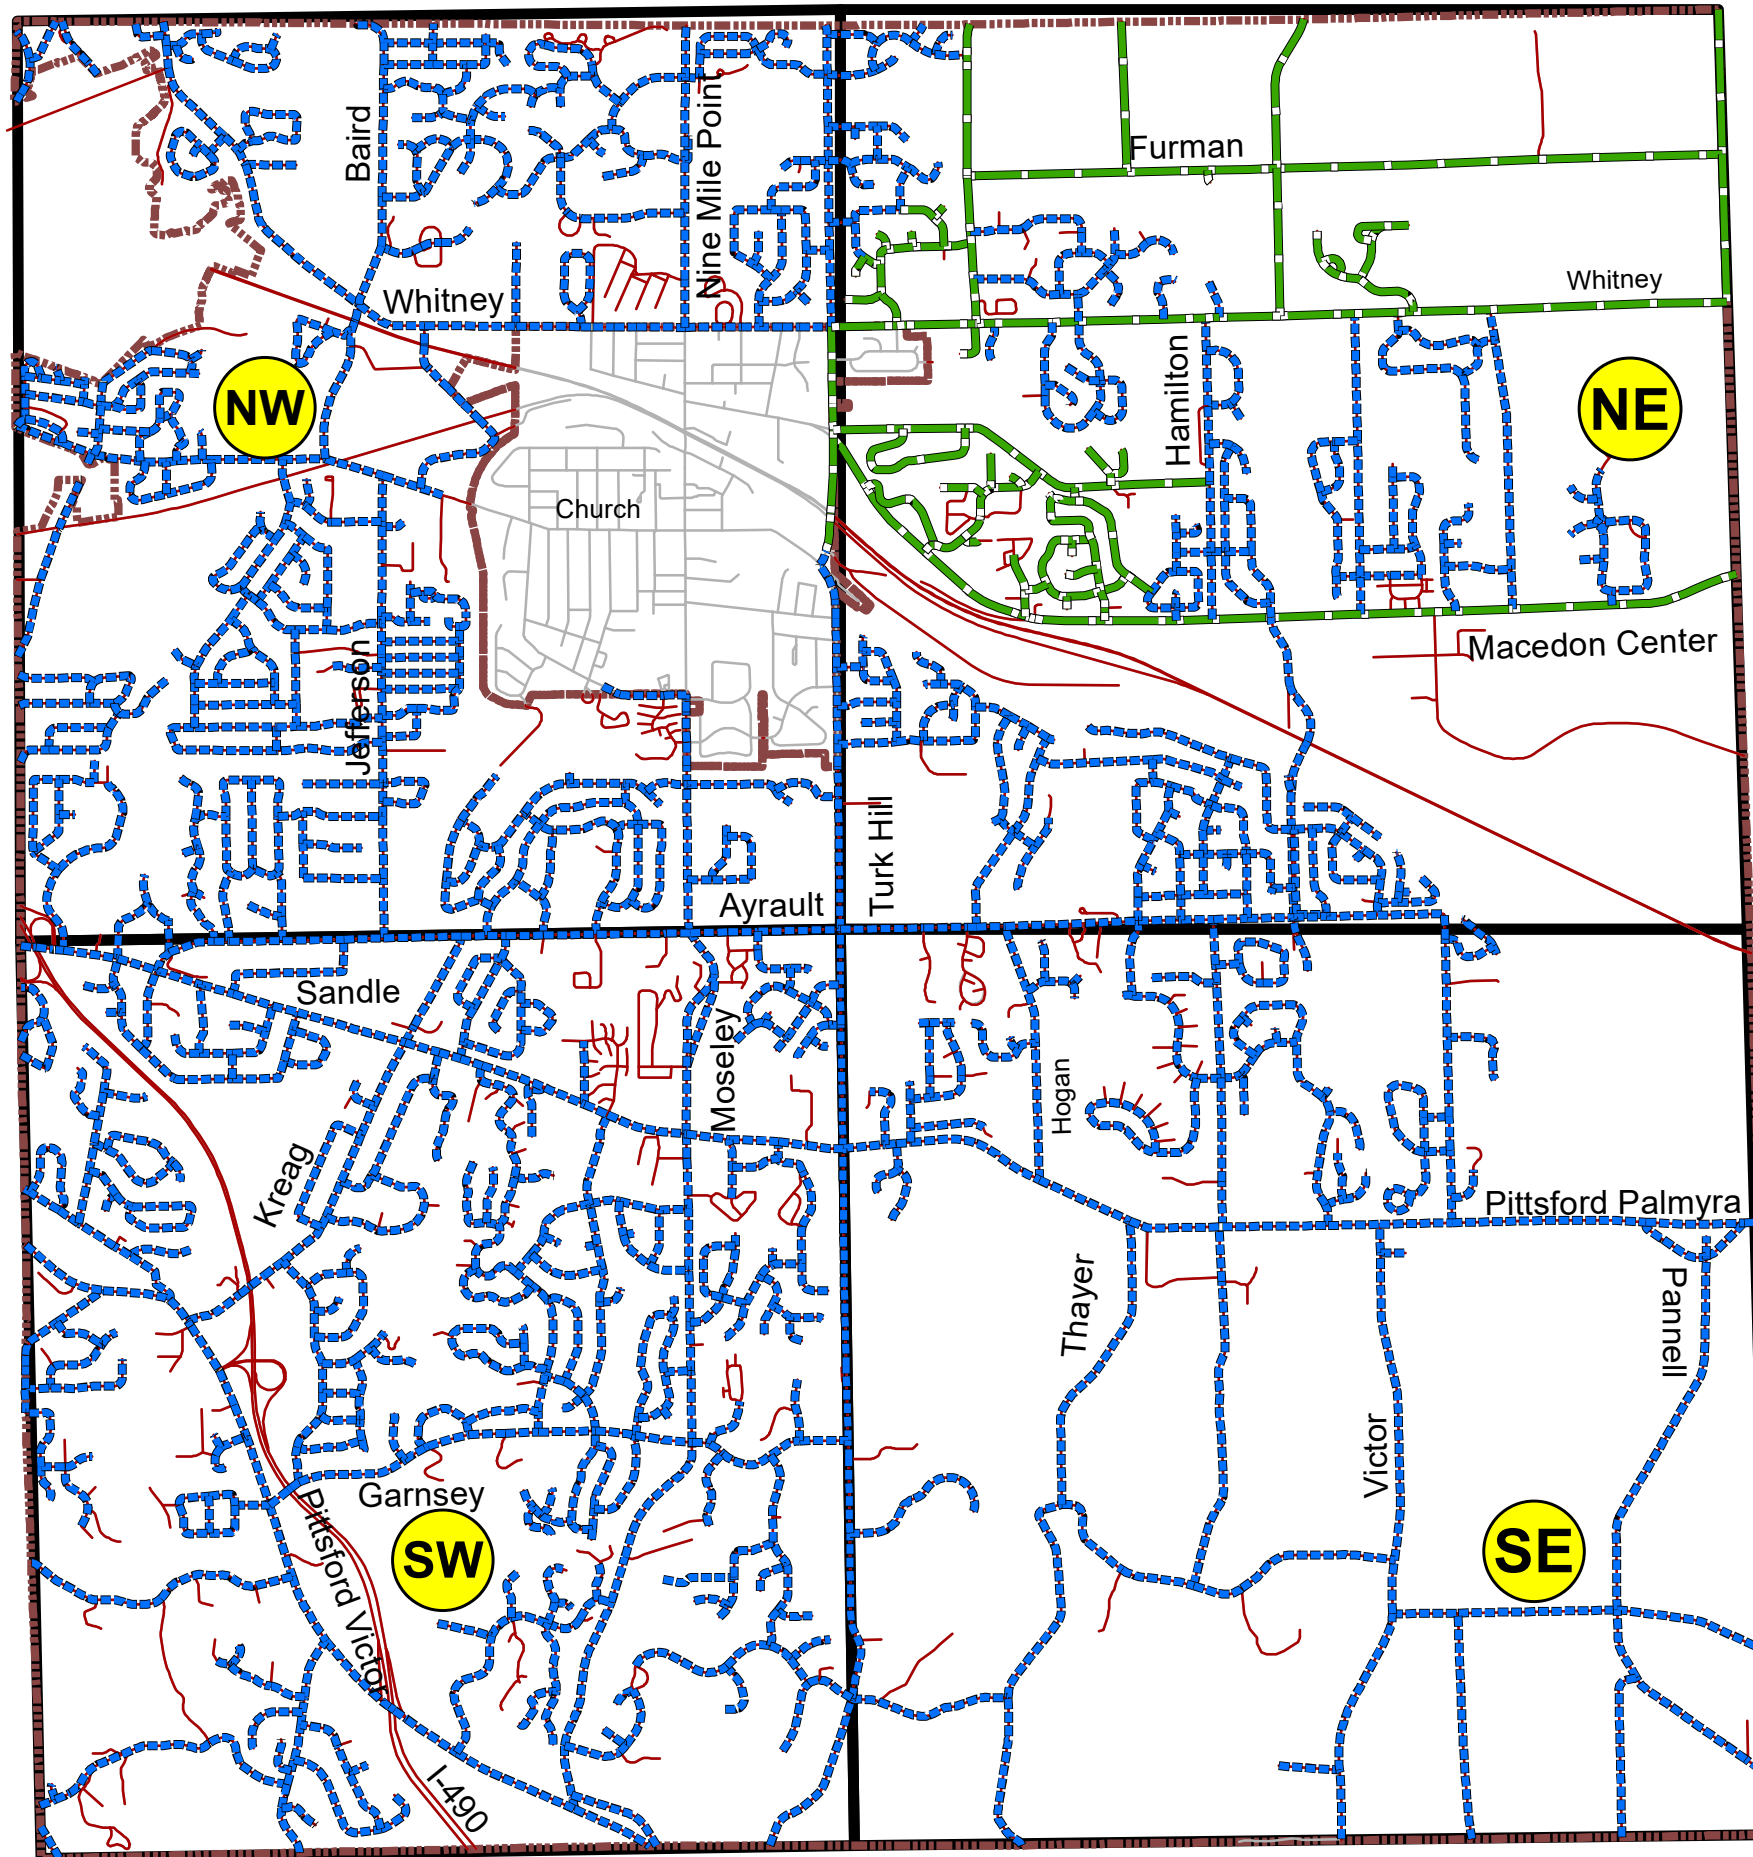 Baird
Nine Mile Point
Furman
Whitney
Whitney
NW
Hamilton
NE
Church
Jefferson
Macedon Center
Turk Hill
Ayrault
Sandle
Moseley
Hogan
Kreag
Pittsford Palmyra
Thayer
Pannell
Victor
Garnsey
Pittsford Victor
SW
SE
I-490